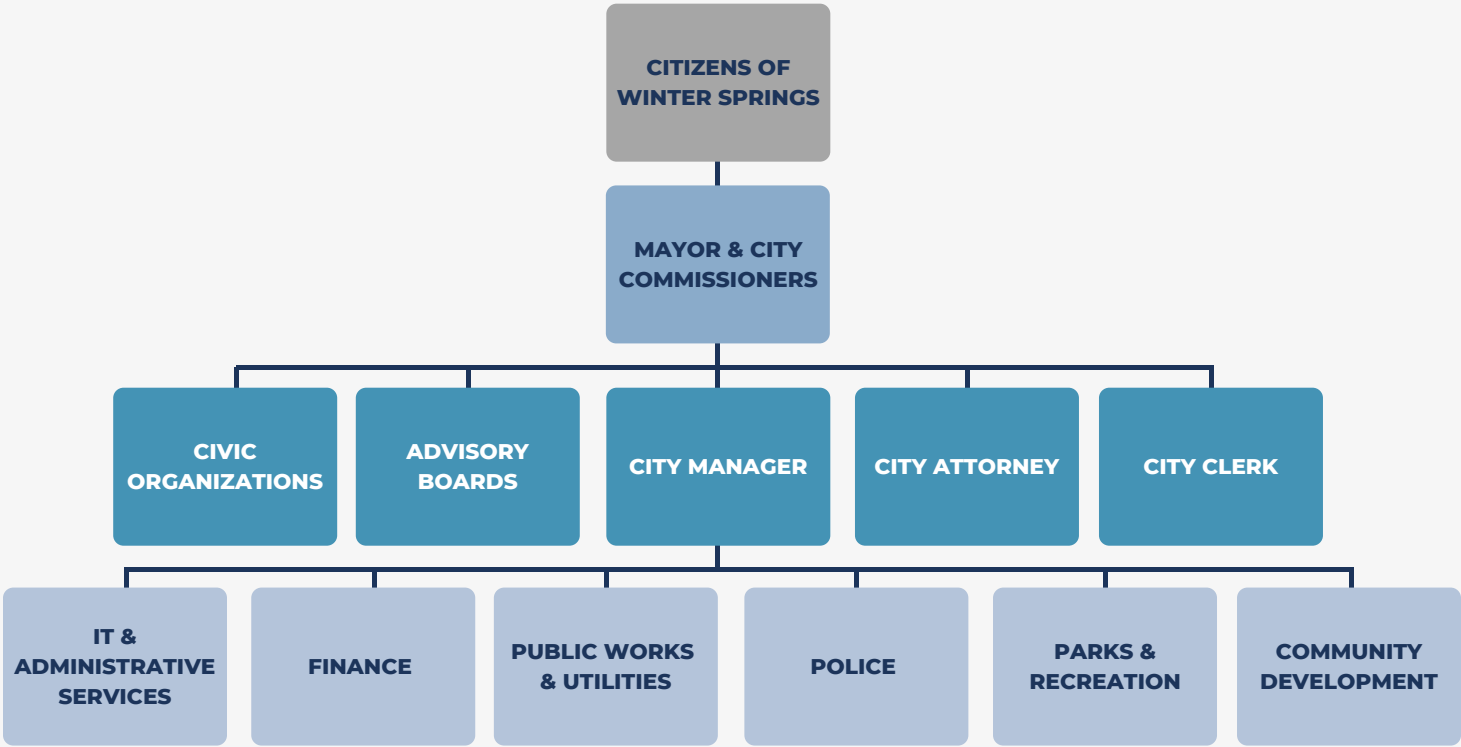 CITIZENS OF
WINTER SPRINGS
MAYOR & CITY
COMMISSIONERS
CIVIC
ORGANIZATIONS
ADVISORY
BOARDS
CITY MANAGER
CITY ATTORNEY
CITY CLERK
IT &
ADMINISTRATIVE
SERVICES
FINANCE
PUBLIC WORKS
& UTILITIES
POLICE
PARKS &
RECREATION
COMMUNITY
DEVELOPMENT